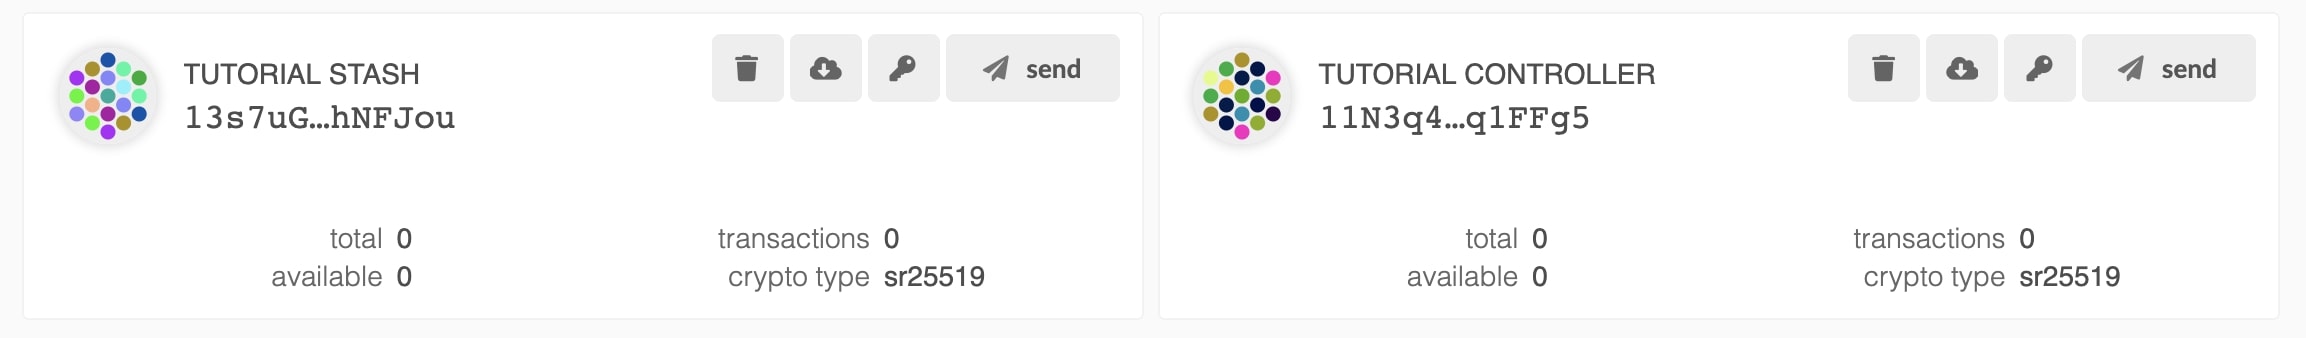 TUTORIAL STASH
13s7uG…hNFJou
send
total 0
available 0
transactions 0
crypto type sr25519
TUTORIAL CONTROLLER
11N3q4…q1FFg5
send
total 0
available 0
transactions 0
crypto type sr25519